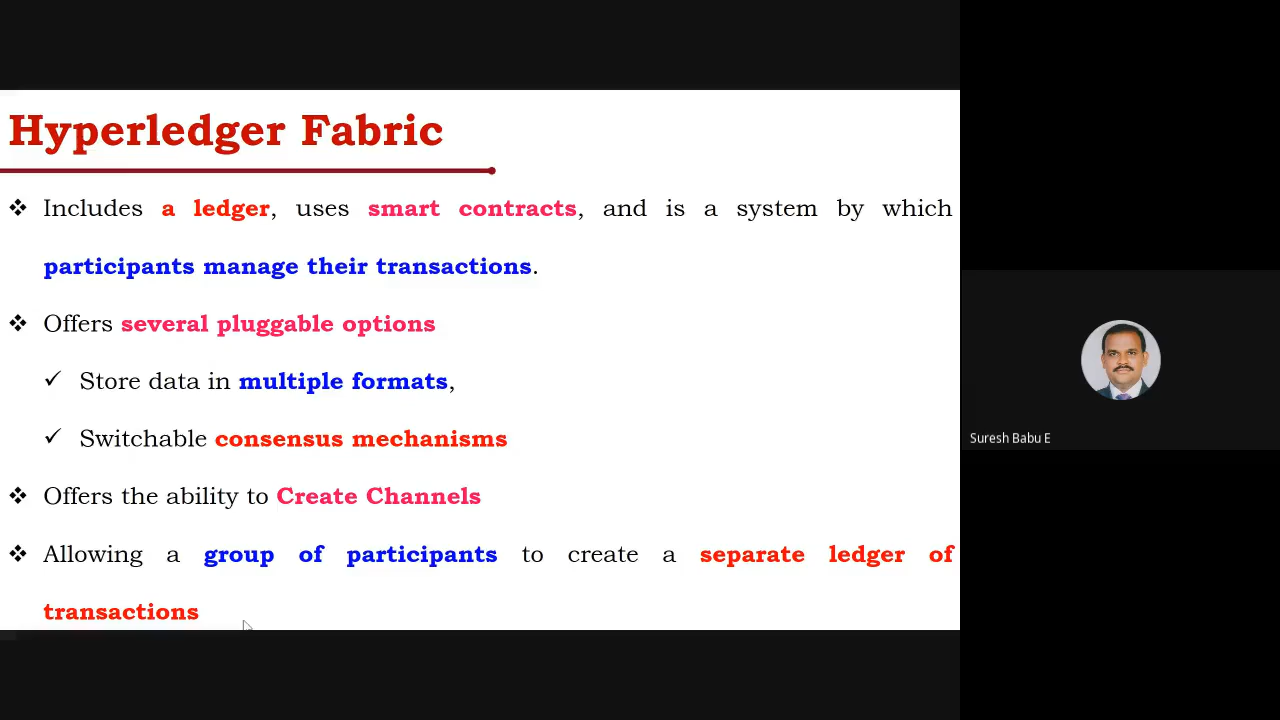 Hyperledger Fabric
❖ Includes a ledger, uses smart contracts, and is a system by which
participants manage their transactions.
❖ Offers several pluggable options
✓ Store data in multiple formats,
✓ Switchable consensus mechanisms
❖ Offers the ability to Create Channels
❖ Allowing a group of participants to create a separate ledger of
transactions
Suresh Babu E